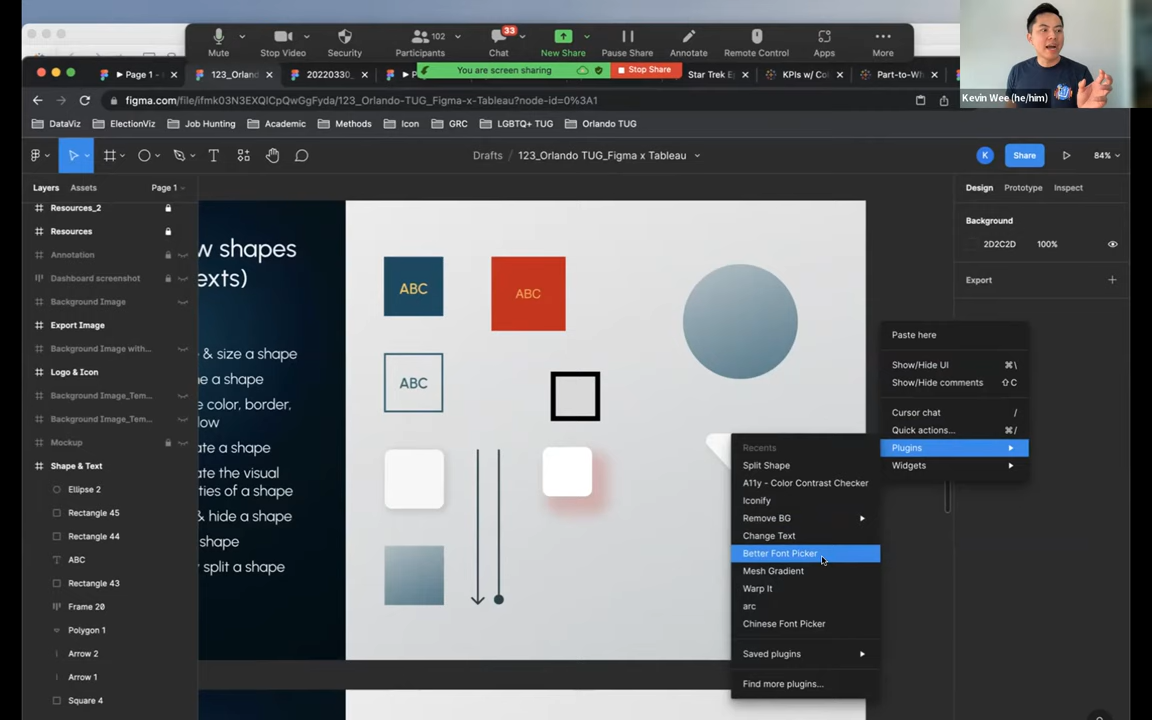 33
102
Mute
Stop Video
Security
Participants
Chat
New Share
Pause Share
Annotate
Remote Control
Apps
More
Page 1 -
123_Orland
20220330_
You are screen sharing
Stop Share
Star Trek Ep
KPIs w/ Col
Part-to-Wh
Kevin Wee (he/him)
figma.com/file/ifmk03N3EXQICpQwGgFyda/123_Orlando-TUG_Figma-x-Tableau?node-id=0%3A1
DataViz
ElectionViz
Job Hunting
Academic
Methods
Icon
GRC
LGBTQ+ TUG
Orlando TUG
Drafts / 123_Orlando TUG_Figma x Tableau
K
Share
84%
Layers
Assets
Page 1
Design
Prototype
Inspect
Resources_2
Resources
Annotation
Dashboard screenshot
Background Image
Export Image
Background Image with...
Logo & Icon
Background Image_Tem...
Background Image_Tem...
Mockup
Shape & Text
Ellipse 2
Rectangle 45
Rectangle 44
ABC
Rectangle 43
Frame 20
Polygon 1
Arrow 2
Arrow 1
Square 4
w shapes
exts)
& size a shape
e a shape
e color, border,
low
ate a shape
ate the visual
ties of a shape
& hide a shape
shape
v split a shape
ABC
ABC
ABC
Background
2D2C2D
100%
Export
Paste here
Show/Hide UI ⌘\
Show/Hide comments ⇧C
Cursor chat /
Quick actions... ⌘/
Plugins
Widgets
Recents
Split Shape
A11y - Color Contrast Checker
Iconify
Remove BG
Change Text
Better Font Picker
Mesh Gradient
Warp It
arc
Chinese Font Picker
Saved plugins
Find more plugins...